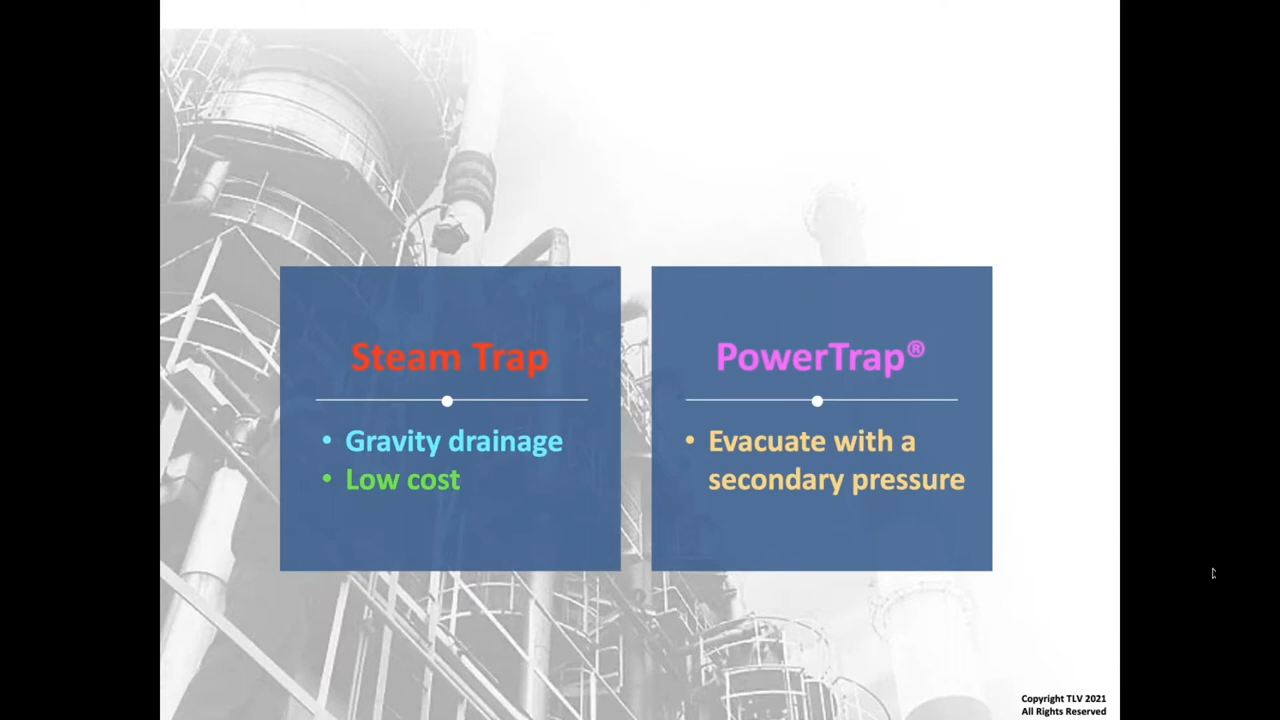 Steam Trap
• Gravity drainage
• Low cost
PowerTrap®
• Evacuate with a
secondary pressure
Copyright TLV 2021
All Rights Reserved